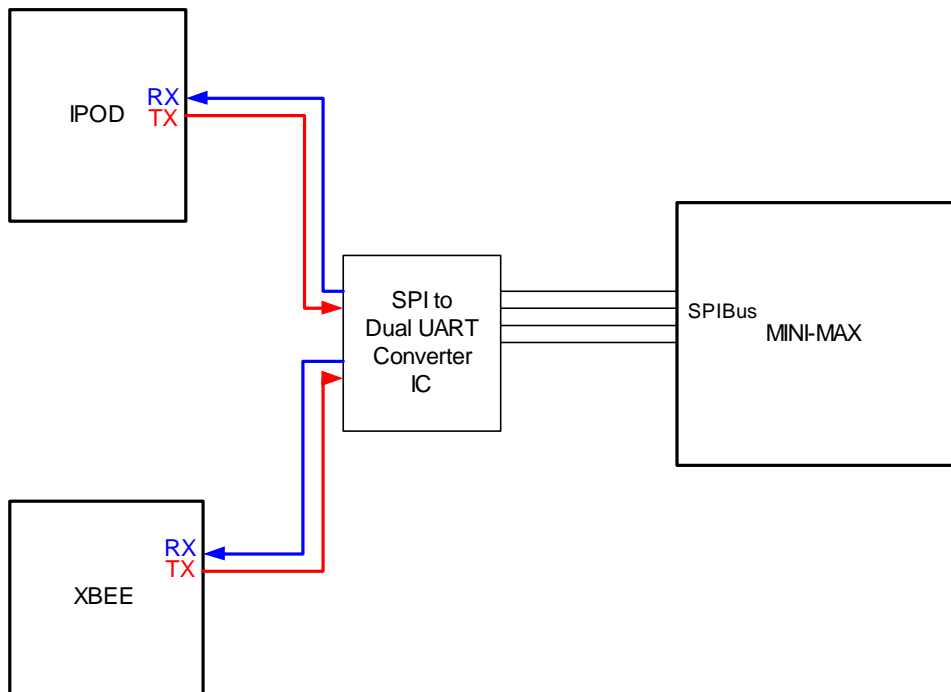 IPOD
RX
TX
SPI to
Dual UART
Converter
IC
SPIBus
MINI-MAX
RX
TX
XBEE